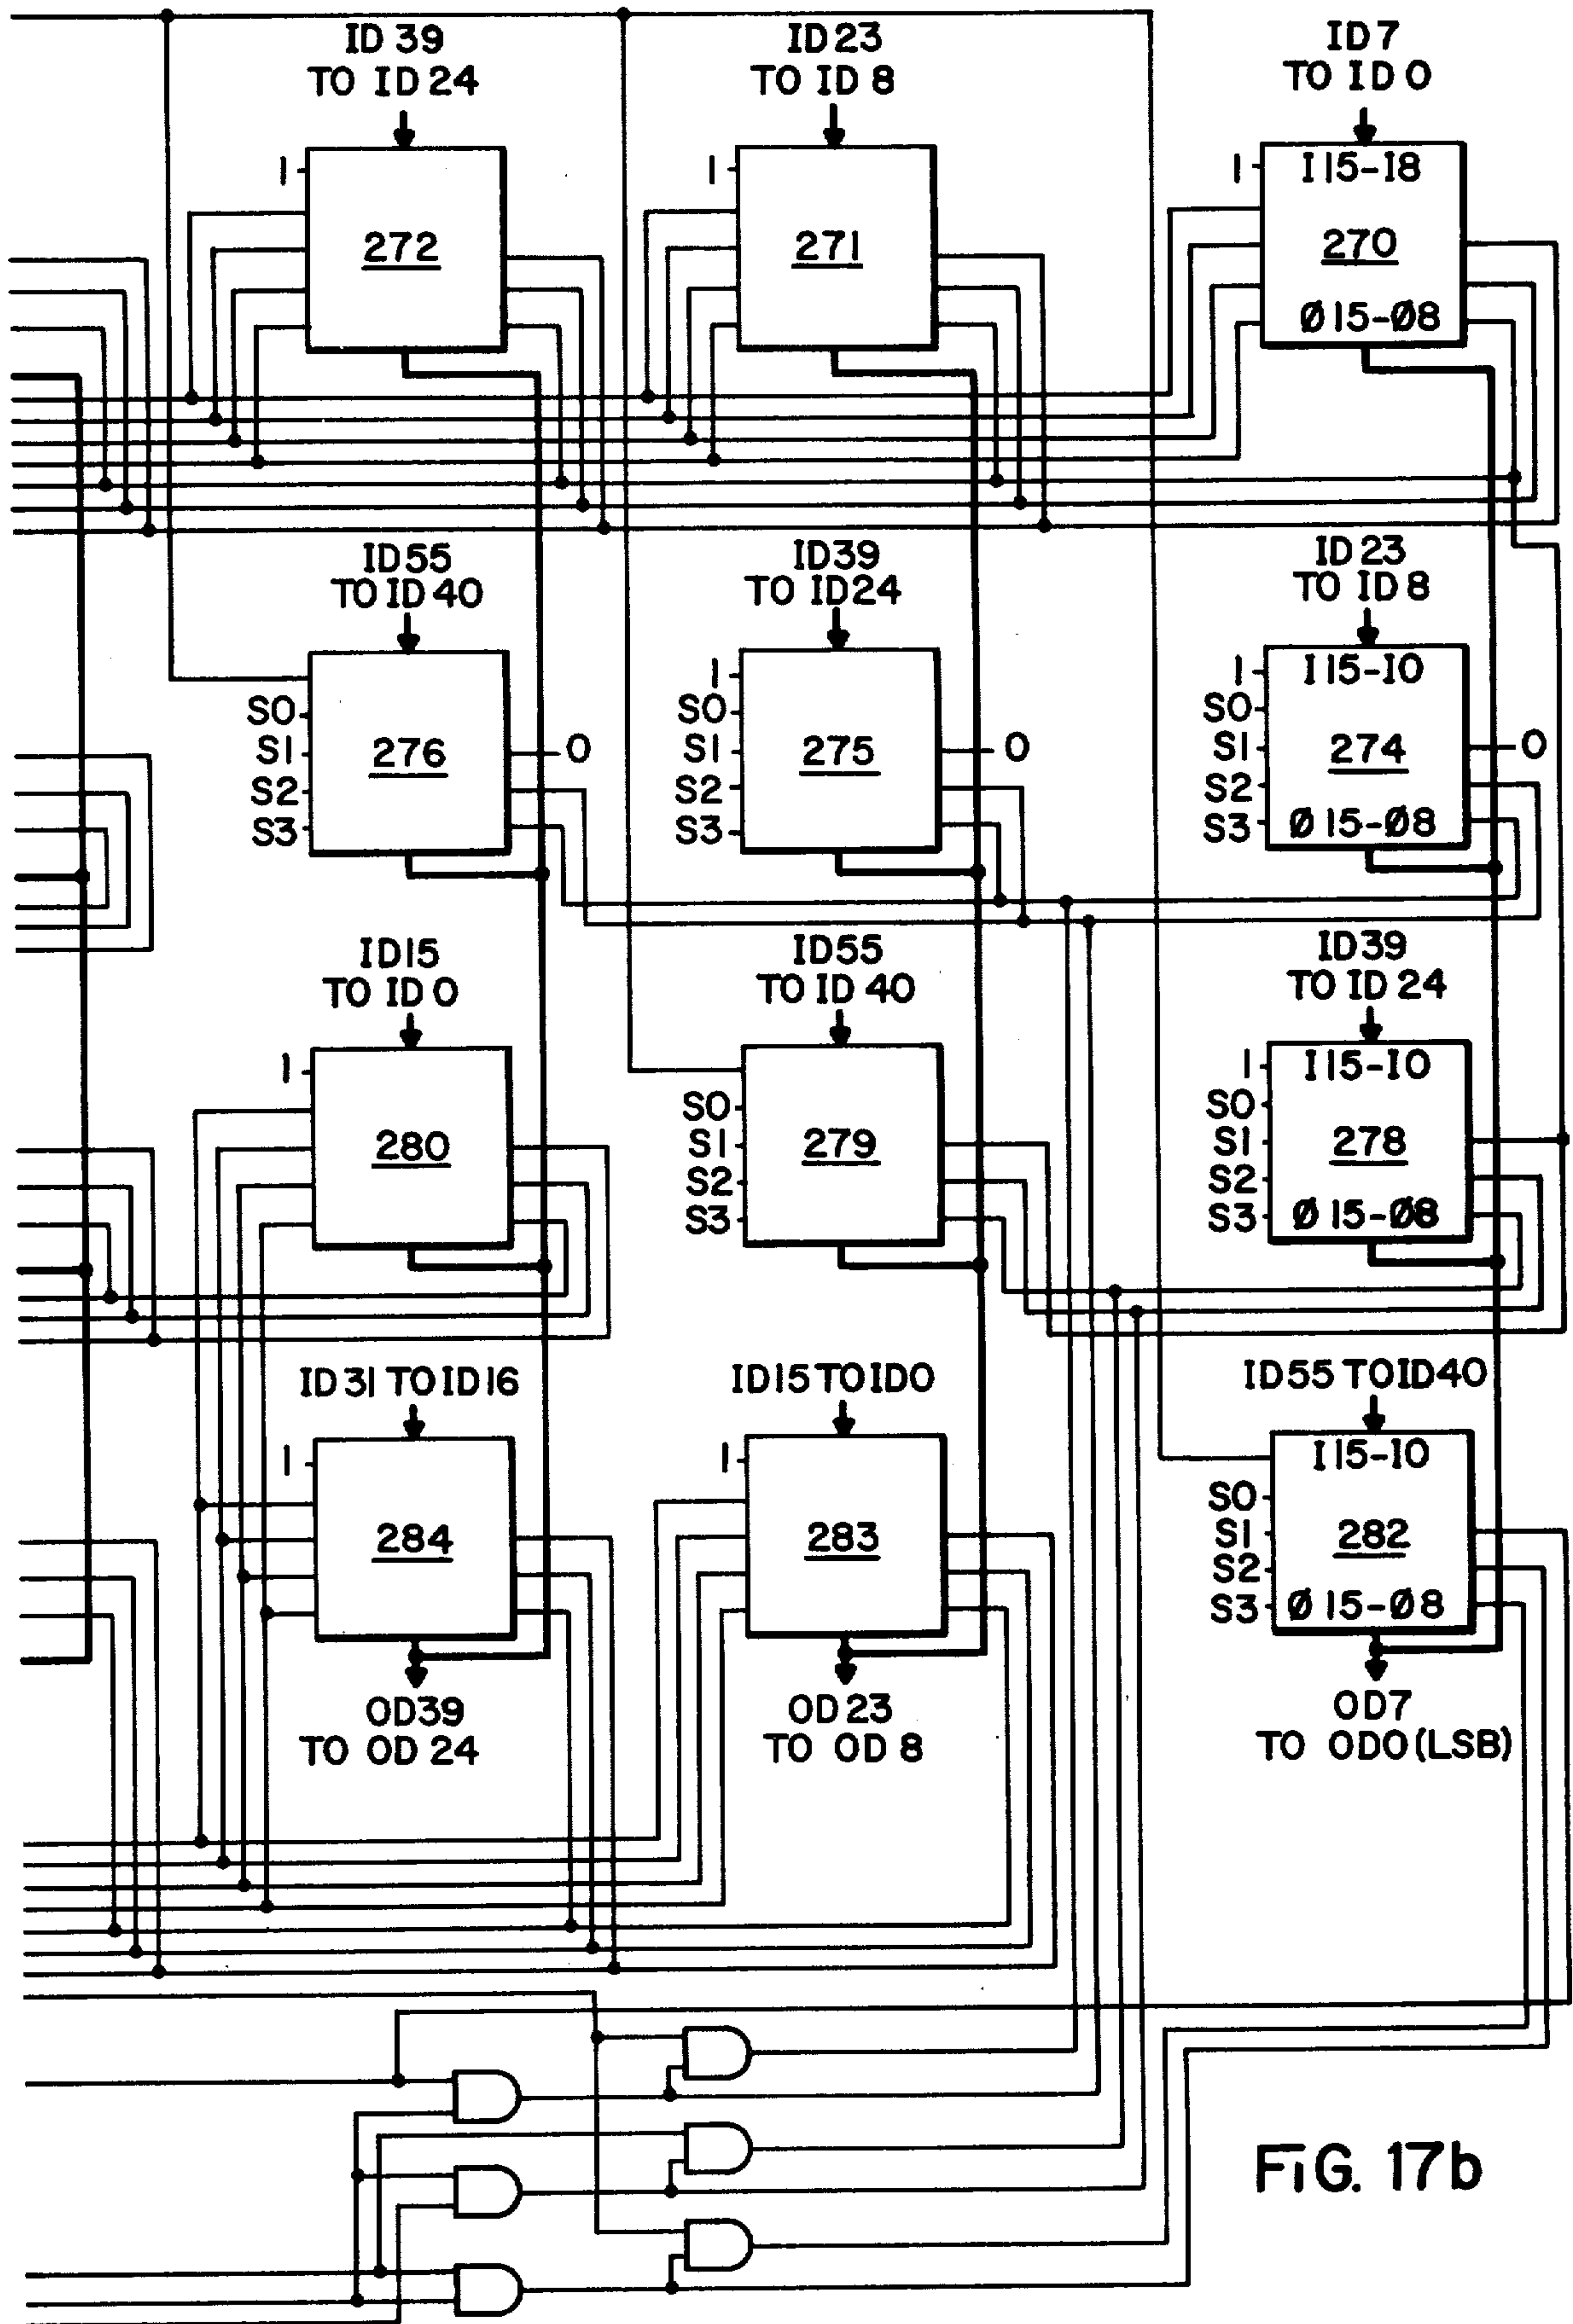 ID 39
TO ID 24
ID 23
TO ID 8
ID 7
TO ID 0
1
272
1
271
1
I15-I8
270
Ø15-Ø8
ID55
TO ID 40
ID39
TO ID24
ID 23
TO ID 8
S0
S1
S2
S3
276
0
1
S0
S1
S2
S3
275
0
1
S0
S1
S2
S3
I15-I0
274
Ø15-Ø8
0
ID15
TO ID 0
ID55
TO ID 40
ID39
TO ID 24
1
280
S0
S1
S2
S3
279
1
S0
S1
S2
S3
I15-I0
278
Ø15-Ø8
ID 31 TO ID 16
ID15 TO ID0
ID55 TO ID40
1
284
1
283
S0
S1
S2
S3
I15-I0
282
Ø15-Ø8
OD39
TO OD 24
OD 23
TO OD 8
OD7
TO OD0 (LSB)
FIG. 17b